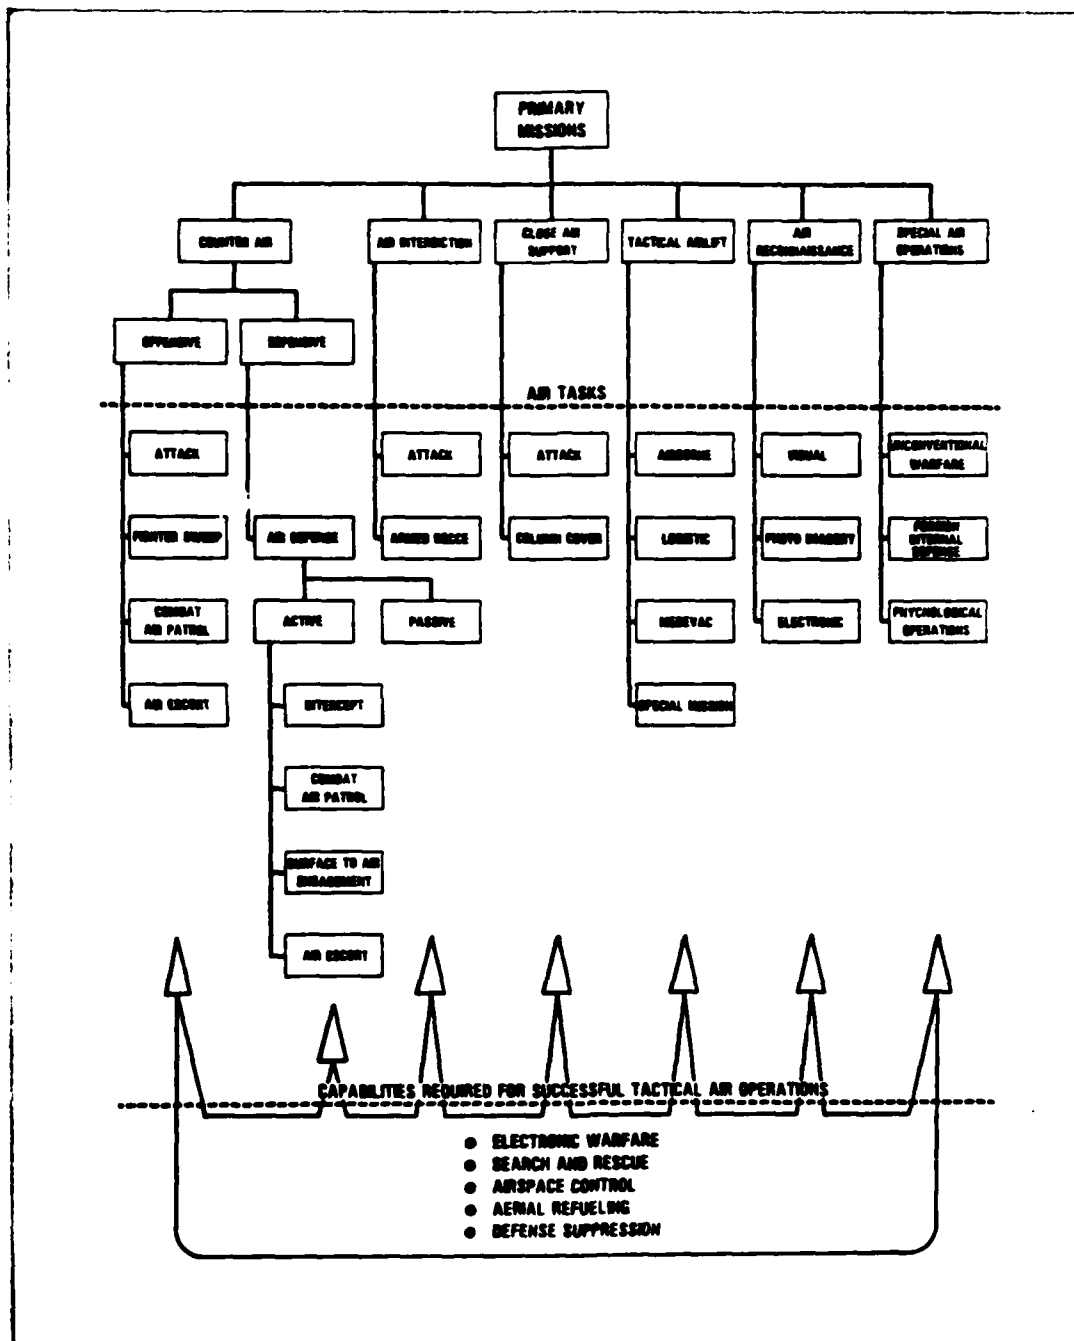 PRIMARY
MISSIONS
COUNTER AIR
AIR INTERDICTION
CLOSE AIR
SUPPORT
TACTICAL AIRLIFT
AIR
RECONNAISSANCE
SPECIAL AIR
OPERATIONS
OFFENSIVE
DEFENSIVE
AIR TASKS
ATTACK
ATTACK
ATTACK
AIRBORNE
VISUAL
UNCONVENTIONAL
WARFARE
FIGHTER SWEEP
AIR DEFENSE
ARMED RECCE
COLUMN COVER
LOGISTIC
PHOTO IMAGERY
FOREIGN
INTERNAL
DEFENSE
COMBAT
AIR PATROL
ACTIVE
PASSIVE
MEDEVAC
ELECTRONIC
PHYCHOLOGICAL
OPERATIONS
AIR ESCORT
INTERCEPT
SPECIAL MISSION
COMBAT
AIR PATROL
SURFACE TO AIR
ENGAGEMENT
AIR ESCORT
CAPABILITIES REQUIRED FOR SUCCESSFUL TACTICAL AIR OPERATIONS
● ELECTRONIC WARFARE
● SEARCH AND RESCUE
● AIRSPACE CONTROL
● AERIAL REFUELING
● DEFENSE SUPPRESSION